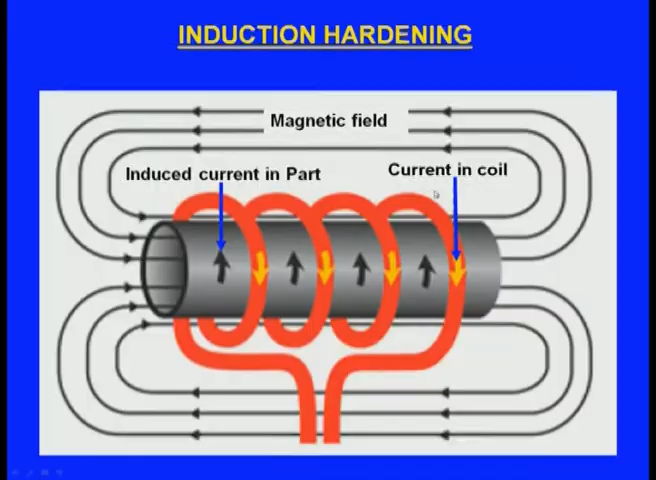 INDUCTION HARDENING
Magnetic field
Induced current in Part
Current in coil